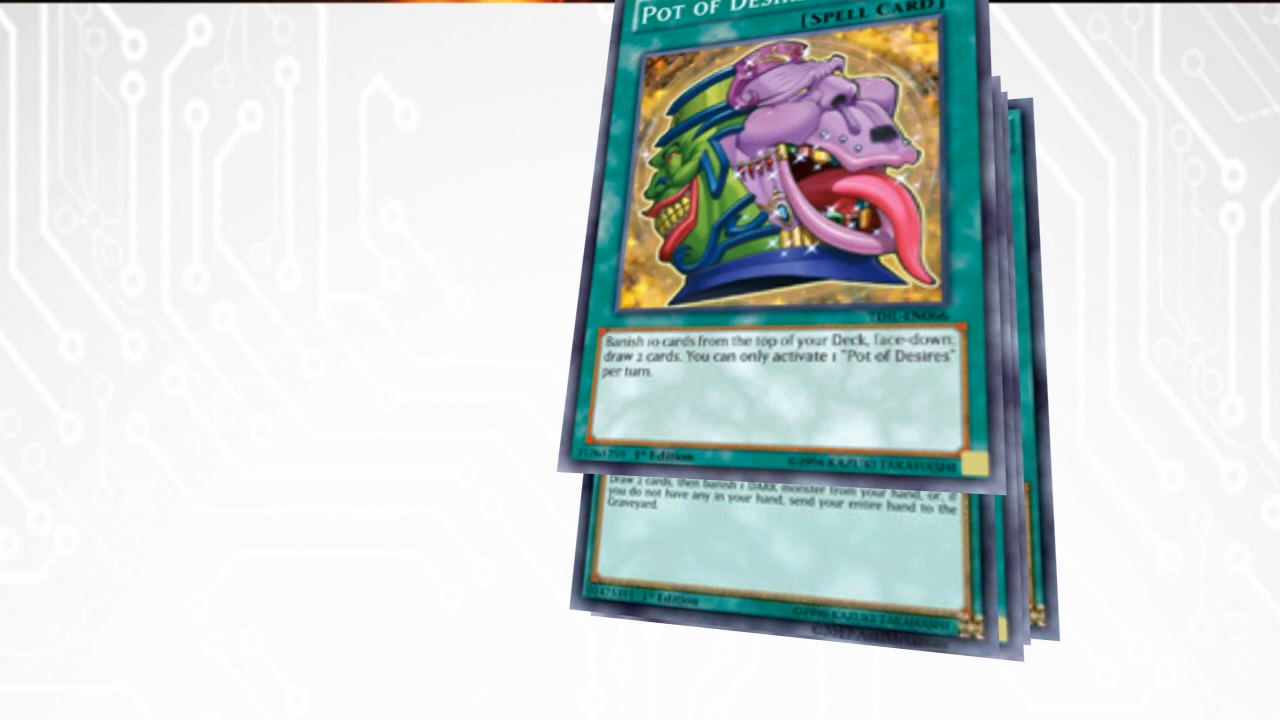 POT OF DESIRE
[SPELL CARD]
TDIL-EN066
Banish 10 cards from the top of your Deck, face-down;
draw 2 cards. You can only activate 1 "Pot of Desires"
per turn.
1st Edition
©1996 KAZUKI TAKAHASHI
Draw 2 cards, then banish 1 DARK monster from your hand, or, if
you do not have any in your hand, send your entire hand to the
Graveyard.
1st Edition
©1996 KAZUKI TAKAHASHI